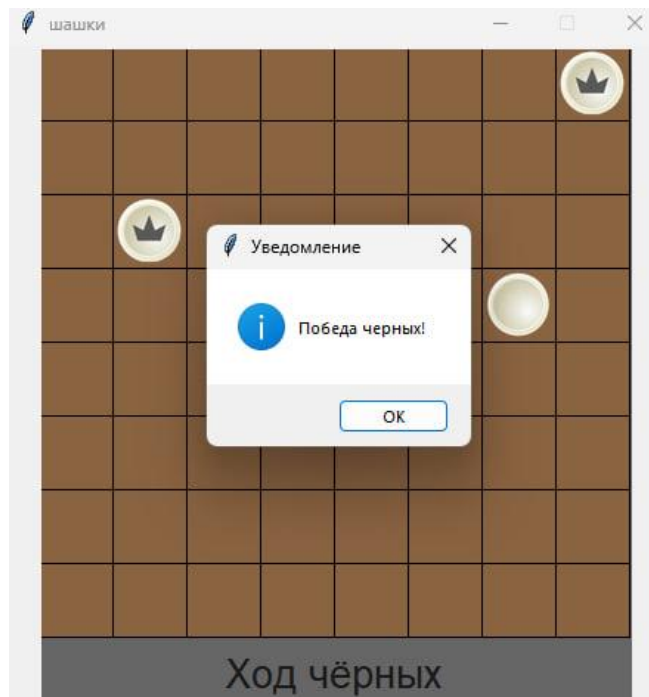 шашки
Уведомление
Победа черных!
OK
Ход чёрных